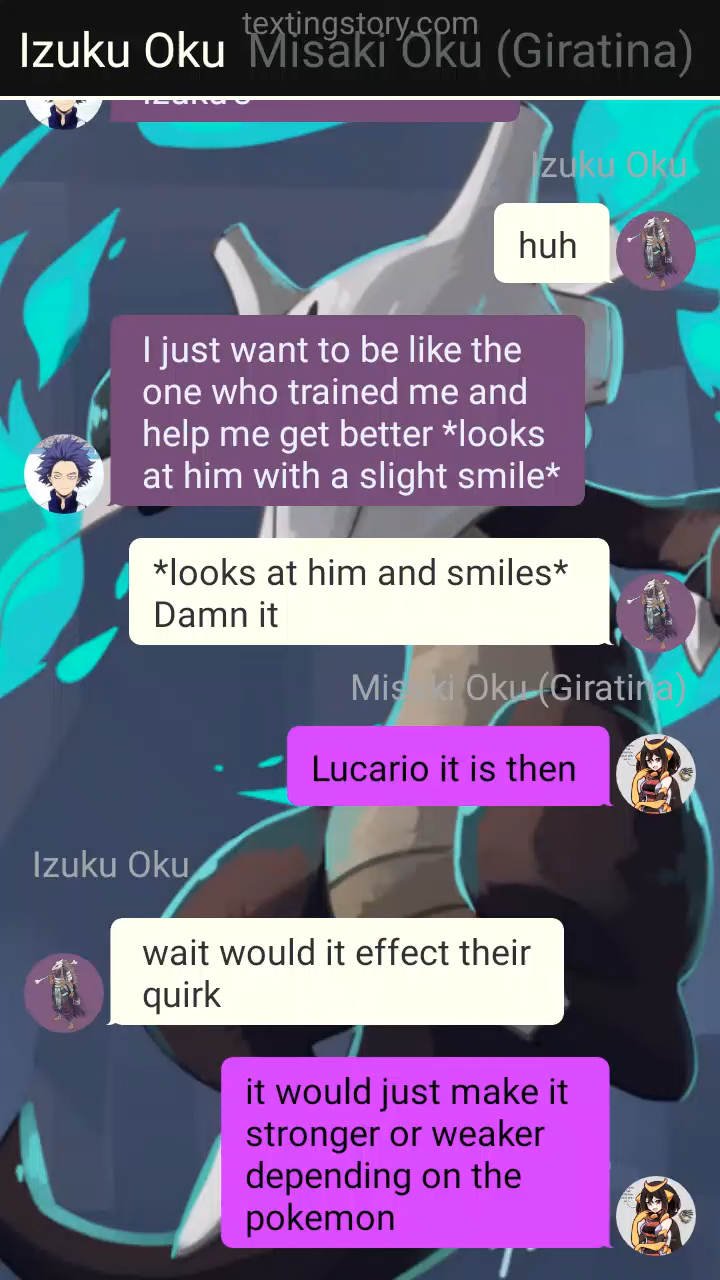 textingstory.com
Izuku Oku Misaki Oku (Giratina)
Izuku Oku
huh
I just want to be like the
one who trained me and
help me get better *looks
at him with a slight smile*
*looks at him and smiles*
Damn it
Misaki Oku (Giratina)
Lucario it is then
Izuku Oku
wait would it effect their
quirk
it would just make it
stronger or weaker
depending on the
pokemon